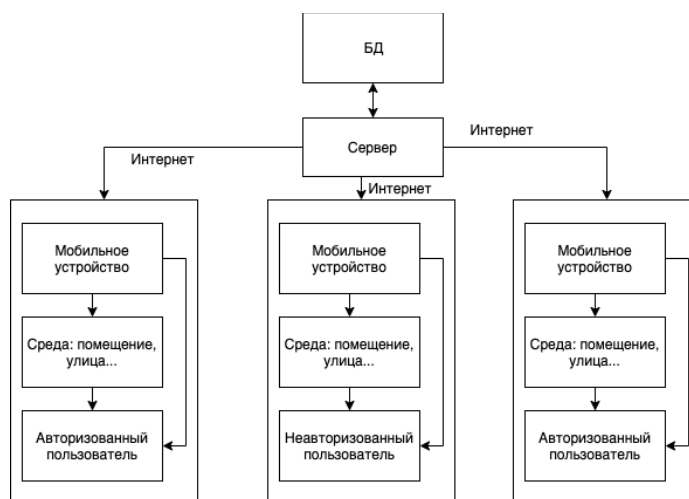 БД
Интернет
Сервер
Интернет
Интернет
Мобильное
устройство
Среда: помещение,
улица...
Авторизованный
пользователь
Мобильное
устройство
Среда: помещение,
улица...
Неавторизованный
пользователь
Мобильное
устройство
Среда: помещение,
улица...
Авторизованный
пользователь